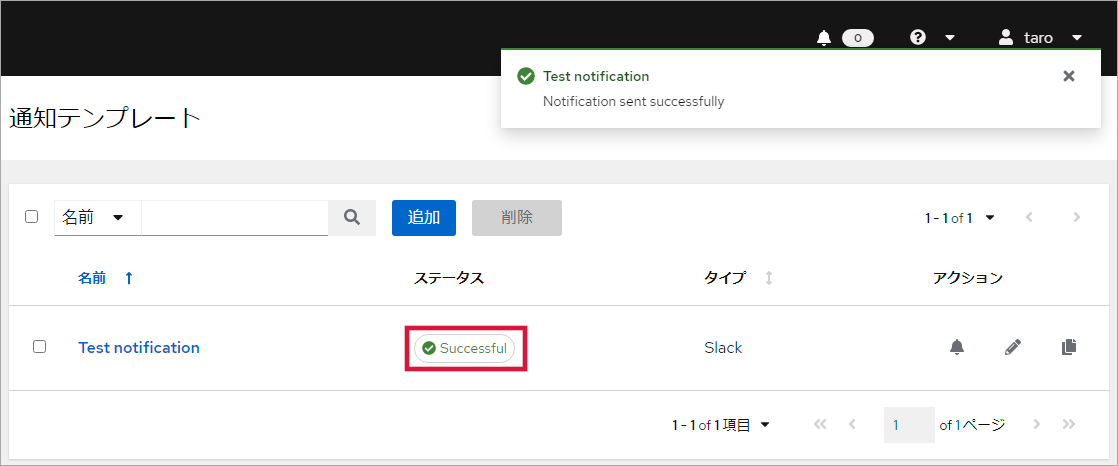 0 taro
Test notification
Notification sent successfully
通知テンプレート
名前 追加 削除 1 - 1 of 1
名前 ステータス タイプ アクション
Test notification Successful Slack
1 - 1 of 1 項目 1 of 1 ページ